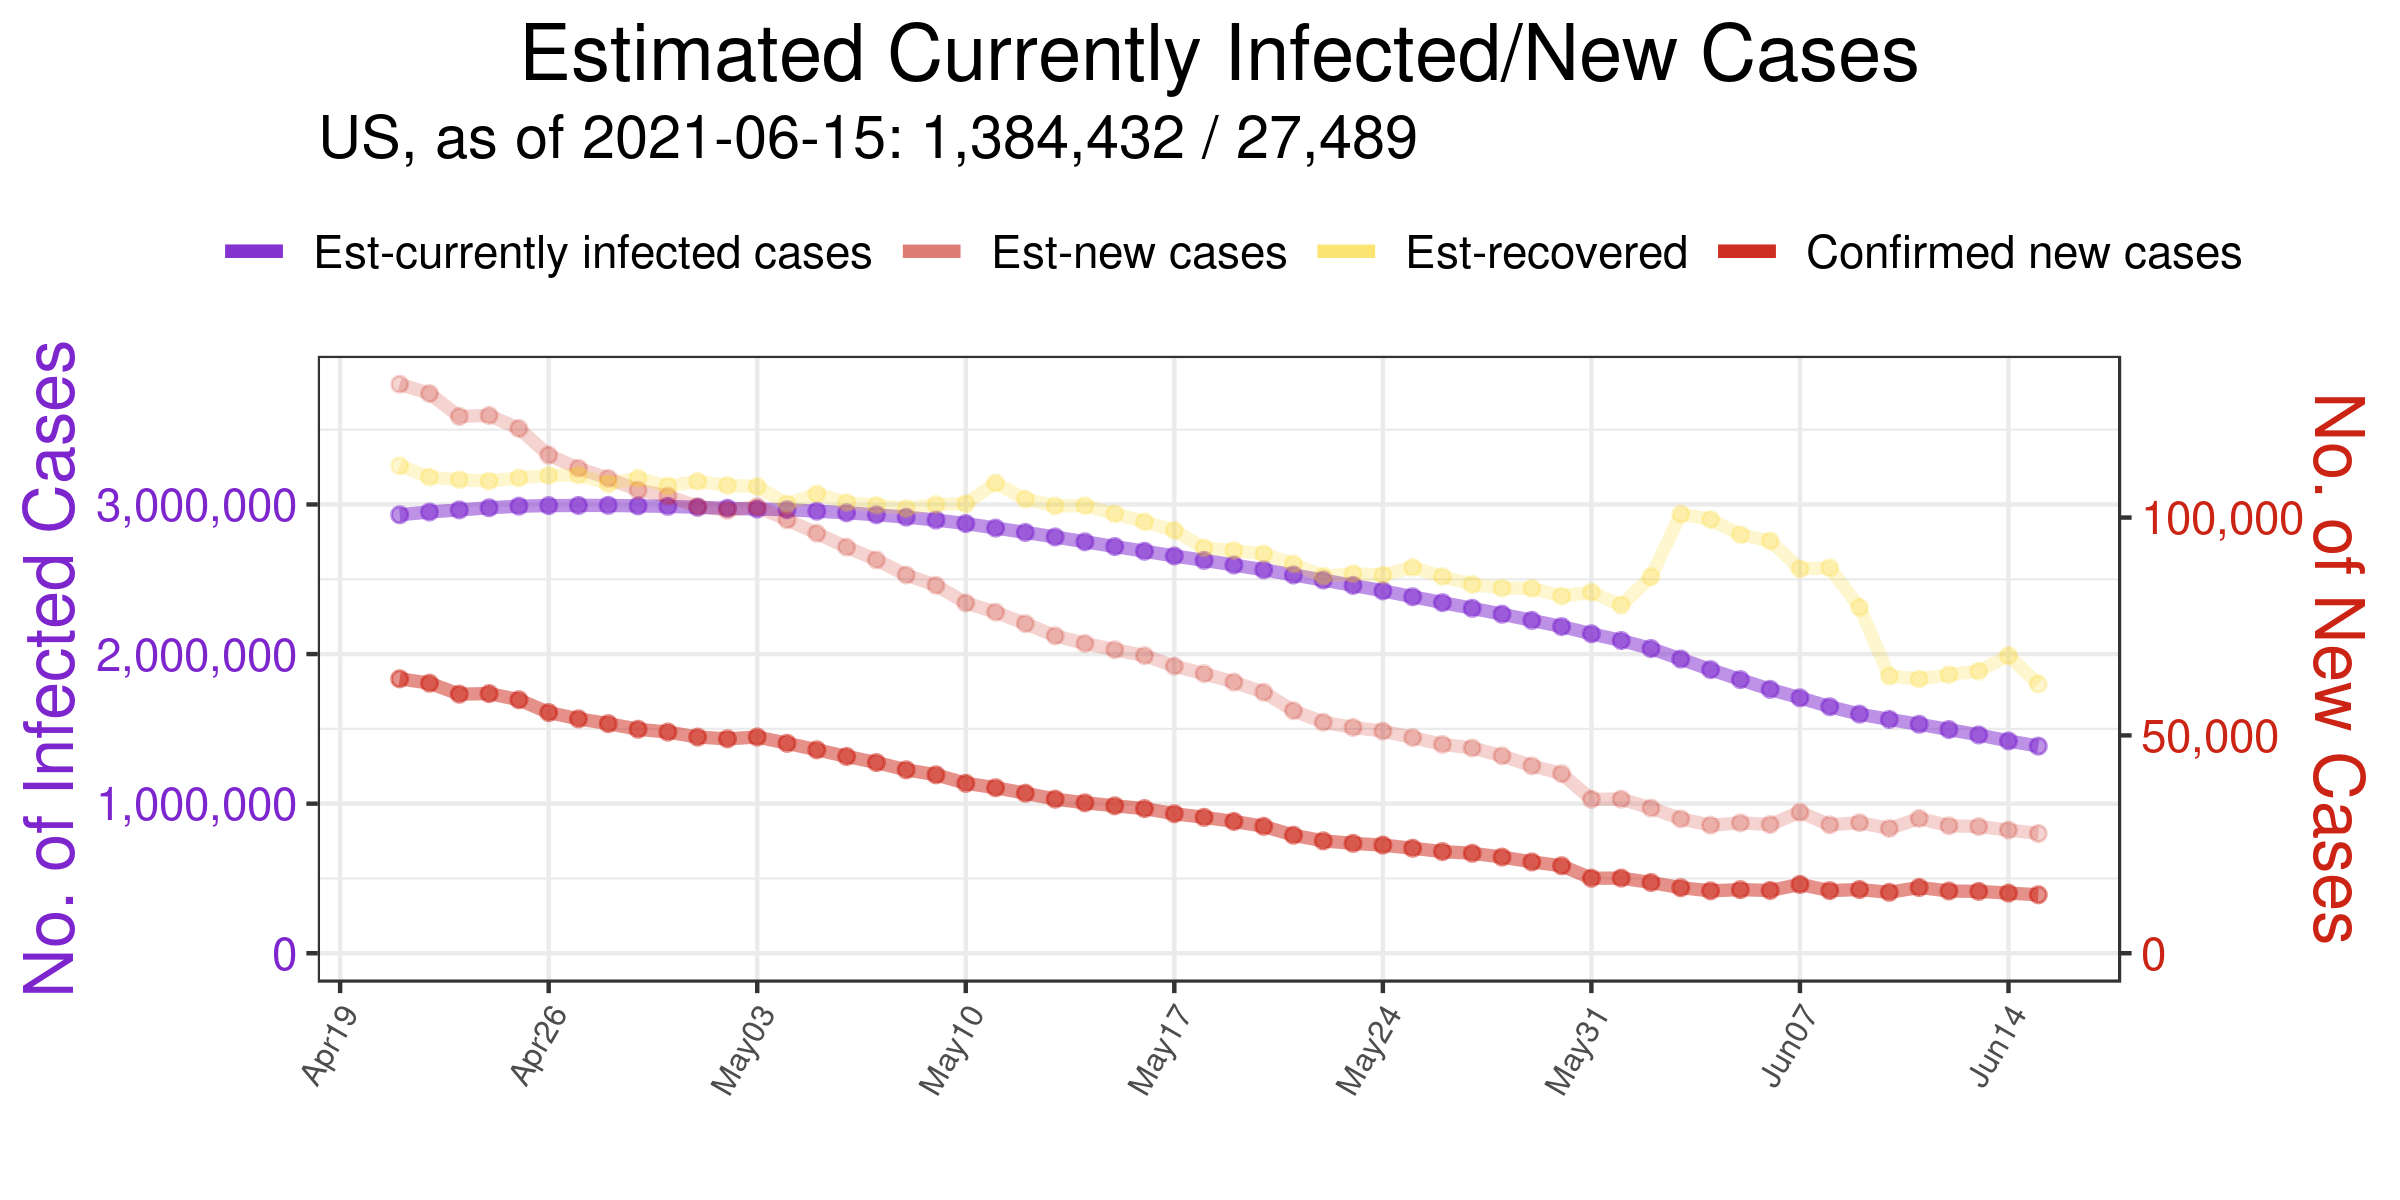 Estimated Currently Infected/New Cases
US, as of 2021-06-15: 1,384,432 / 27,489
Est-currently infected cases Est-new cases Est-recovered Confirmed new cases
No. of Infected Cases
3,000,000
2,000,000
1,000,000
0
100,000
50,000
0
No. of New Cases
Apr19 Apr26 May03 May10 May17 May24 May31 Jun07 Jun14